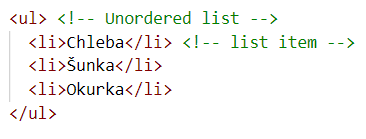 <ul> <!-- Unordered list -->
  <li>Chleba</li> <!-- list item -->
  <li>Šunka</li>
  <li>Okurka</li>
</ul>